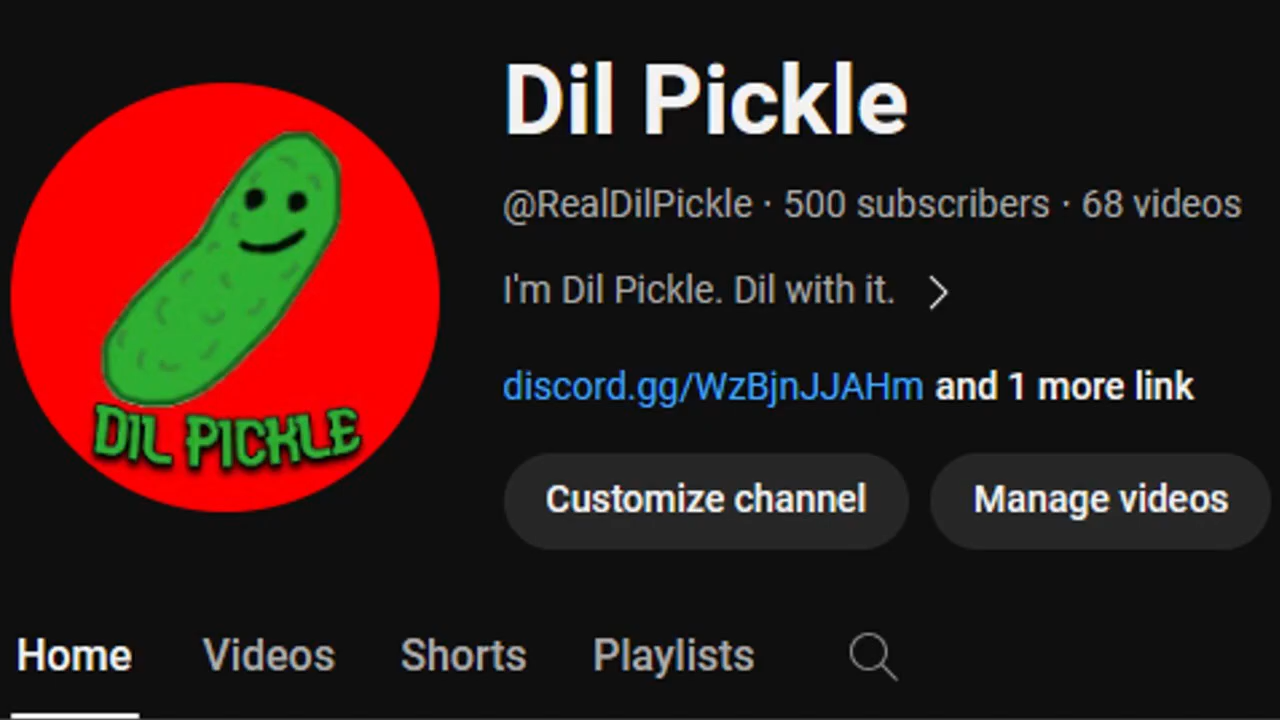 Dil Pickle
@RealDilPickle · 500 subscribers · 68 videos
I'm Dil Pickle. Dil with it.
discord.gg/WzBjnJJAHm and 1 more link
DIL PICKLE
Customize channel Manage videos
Home Videos Shorts Playlists